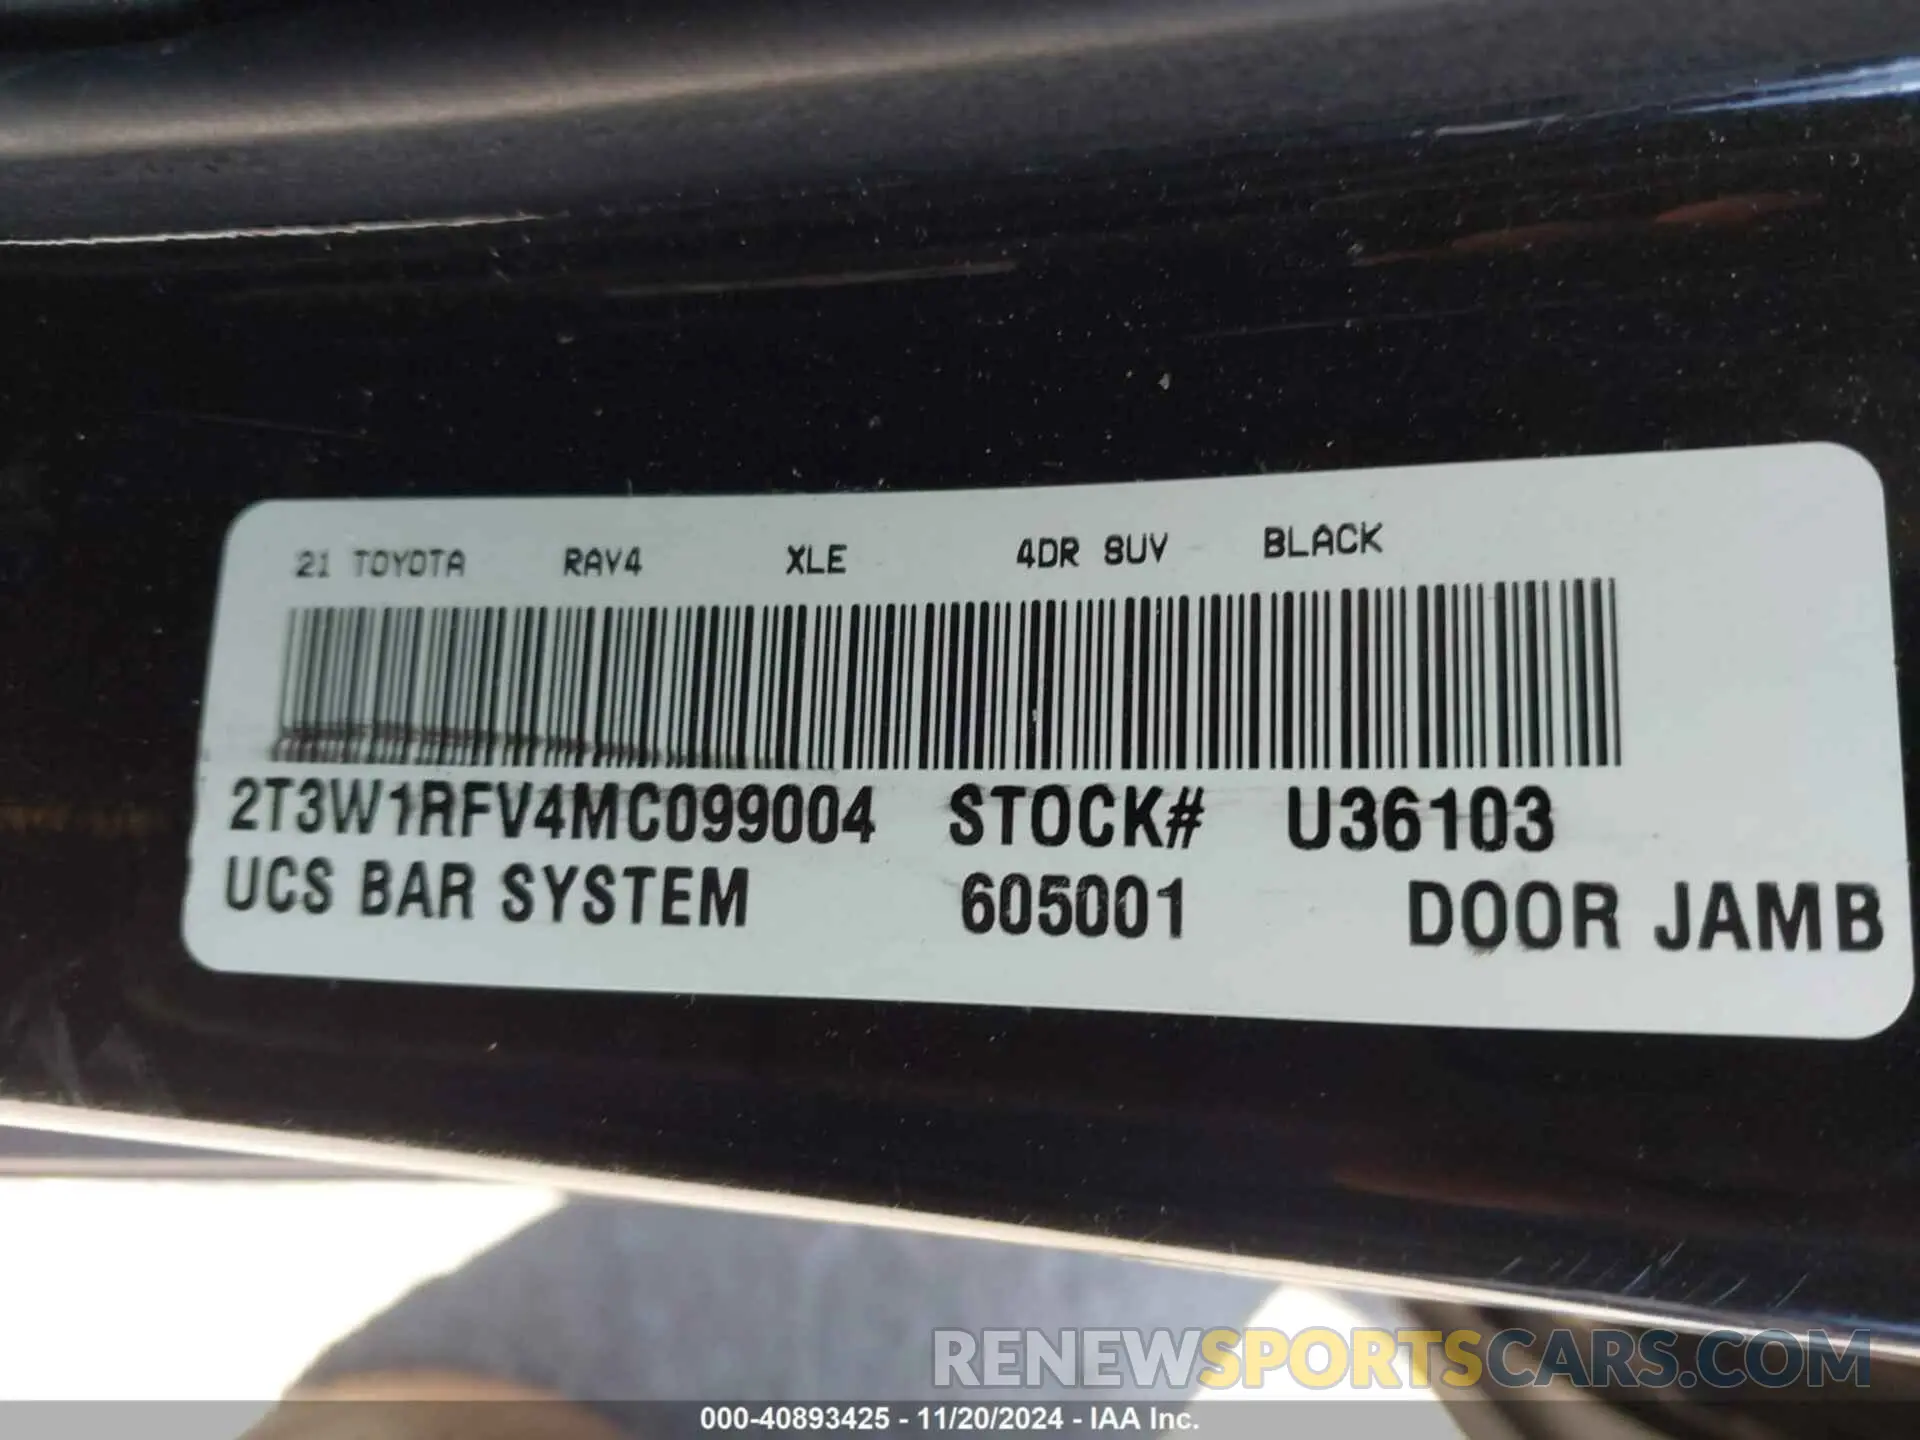 21 TOYOTA RAV4 XLE 4DR SUV BLACK
2T3W1RFV4MC099004 STOCK# U36103
UCS BAR SYSTEM 605001 DOOR JAMB
RENEWSPORTSCARS.COM
000-40893425 - 11/20/2024 - IAA Inc.